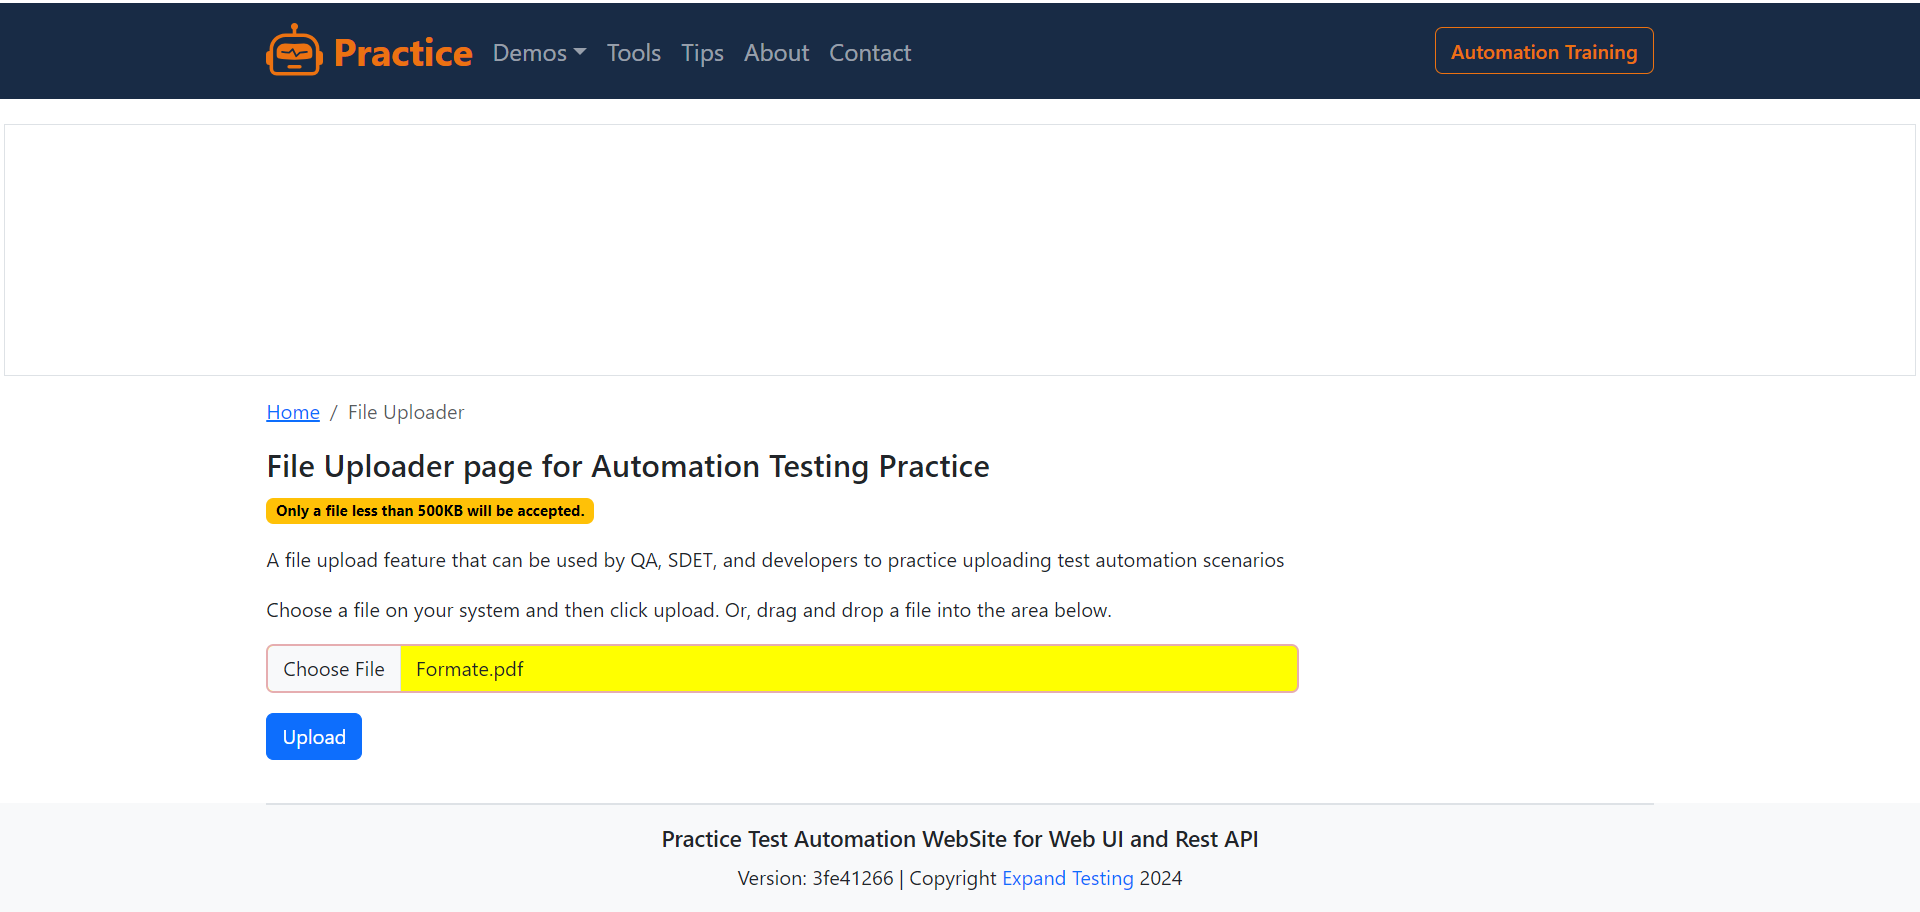 Practice Demos Tools Tips About Contact Automation Training
Home / File Uploader
File Uploader page for Automation Testing Practice
Only a file less than 500KB will be accepted.
A file upload feature that can be used by QA, SDET, and developers to practice uploading test automation scenarios
Choose a file on your system and then click upload. Or, drag and drop a file into the area below.
Choose File Formate.pdf
Upload
Practice Test Automation WebSite for Web UI and Rest API
Version: 3fe41266 | Copyright Expand Testing 2024